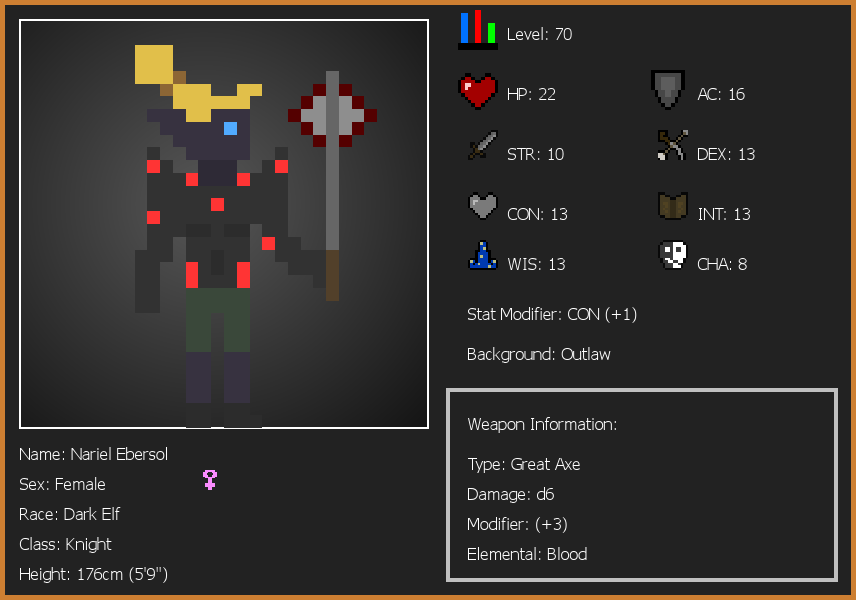 Level: 70
HP: 22
AC: 16
STR: 10
DEX: 13
CON: 13
INT: 13
WIS: 13
CHA: 8
Stat Modifier: CON (+1)
Background: Outlaw
Weapon Information:
Type: Great Axe
Damage: d6
Modifier: (+3)
Elemental: Blood
Name: Nariel Ebersol
Sex: Female
Race: Dark Elf
Class: Knight
Height: 176cm (5'9")